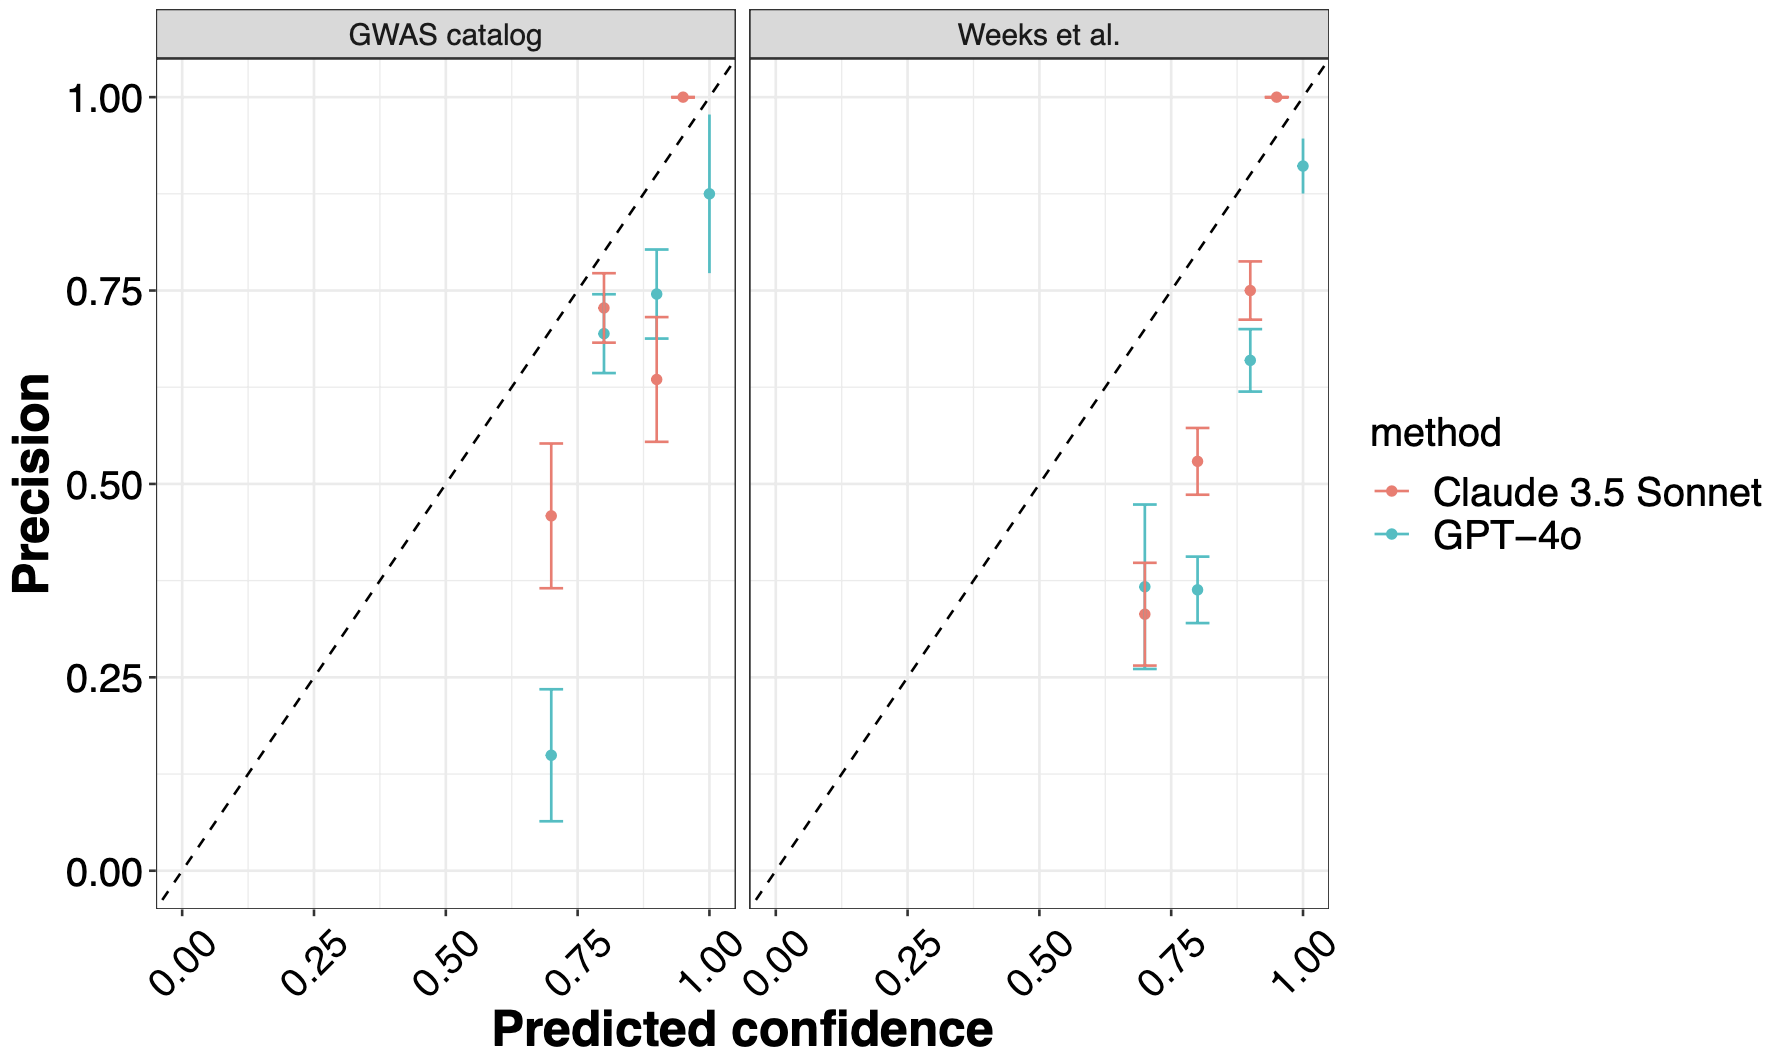 GWAS catalog
Weeks et al.
1.00
0.75
0.50
0.25
0.00
Precision
0.00 0.25 0.50 0.75 1.00
0.00 0.25 0.50 0.75 1.00
Predicted confidence
method
Claude 3.5 Sonnet
GPT−4o